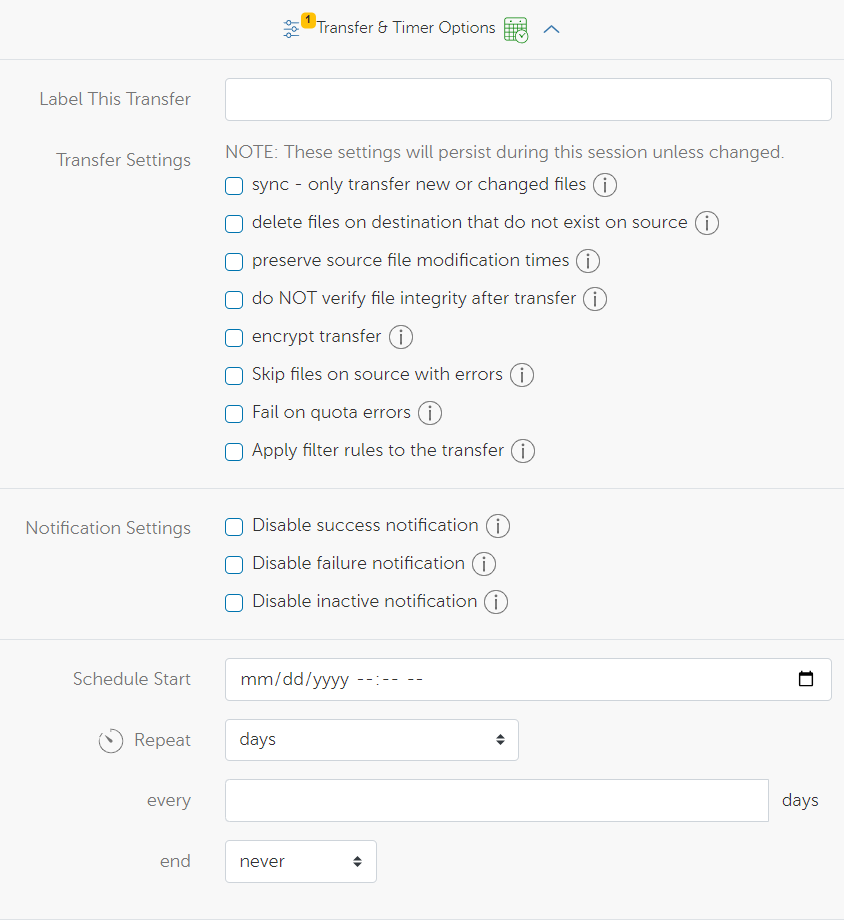 1
Transfer & Timer Options
Label This Transfer
Transfer Settings
NOTE: These settings will persist during this session unless changed.
sync - only transfer new or changed files
delete files on destination that do not exist on source
preserve source file modification times
do NOT verify file integrity after transfer
encrypt transfer
Skip files on source with errors
Fail on quota errors
Apply filter rules to the transfer
Notification Settings
Disable success notification
Disable failure notification
Disable inactive notification
Schedule Start
mm/dd/yyyy --:-- --
Repeat
days
every
days
end
never